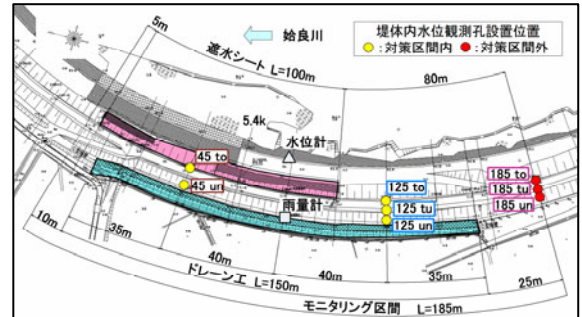 5m
遮水シート L=100m
姶良川
堤体内水位観測孔設置位置
：対策区間内 ：対策区間外
80m
5.4k
水位計
45 to
45 un
雨量計
125 to
125 tu
125 un
185 to
185 tu
185 un
10m
35m
40m
40m
35m
25m
ドレーン工 L=150m
モニタリング区間 L=185m